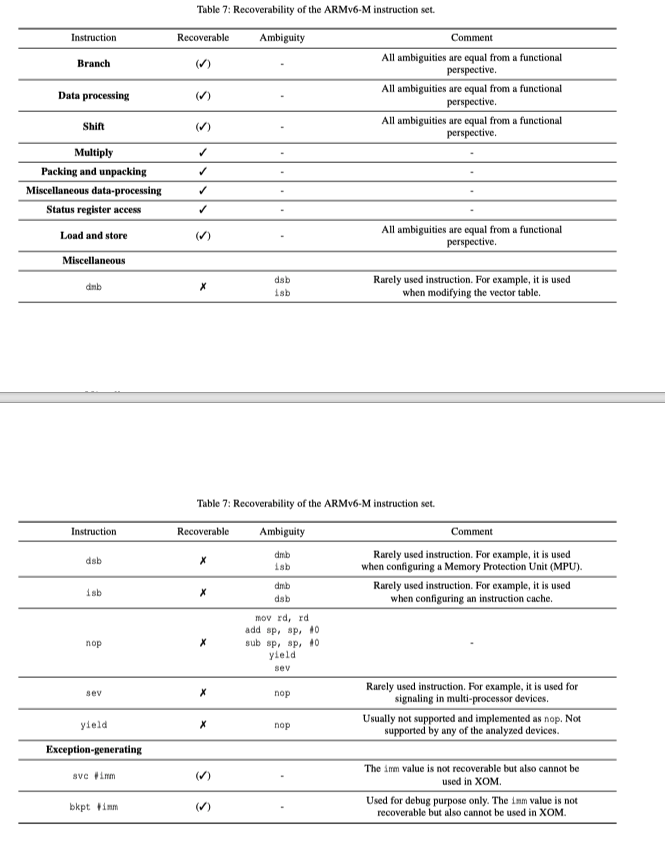 Table 7: Recoverability of the ARMv6-M instruction set.
Instruction Recoverable Ambiguity Comment
Branch (✓) - All ambiguities are equal from a functional
perspective.
Data processing (✓) - All ambiguities are equal from a functional
perspective.
Shift (✓) - All ambiguities are equal from a functional
perspective.
Multiply ✓ - -
Packing and unpacking ✓ - -
Miscellaneous data-processing ✓ - -
Status register access ✓ - -
Load and store (✓) - All ambiguities are equal from a functional
perspective.
Miscellaneous
dmb ✗ dsb Rarely used instruction. For example, it is used
isb when modifying the vector table.
Table 7: Recoverability of the ARMv6-M instruction set.
Instruction Recoverable Ambiguity Comment
dsb ✗ dmb Rarely used instruction. For example, it is used
isb when configuring a Memory Protection Unit (MPU).
isb ✗ dmb Rarely used instruction. For example, it is used
dsb when configuring an instruction cache.
mov rd, rd
add sp, sp, #0
nop ✗ sub sp, sp, #0 -
yield
sev
sev ✗ nop Rarely used instruction. For example, it is used for
signaling in multi-processor devices.
yield ✗ nop Usually not supported and implemented as nop. Not
supported by any of the analyzed devices.
Exception-generating
svc #imm (✓) - The imm value is not recoverable but also cannot be
used in XOM.
bkpt #imm (✓) - Used for debug purpose only. The imm value is not
recoverable but also cannot be used in XOM.